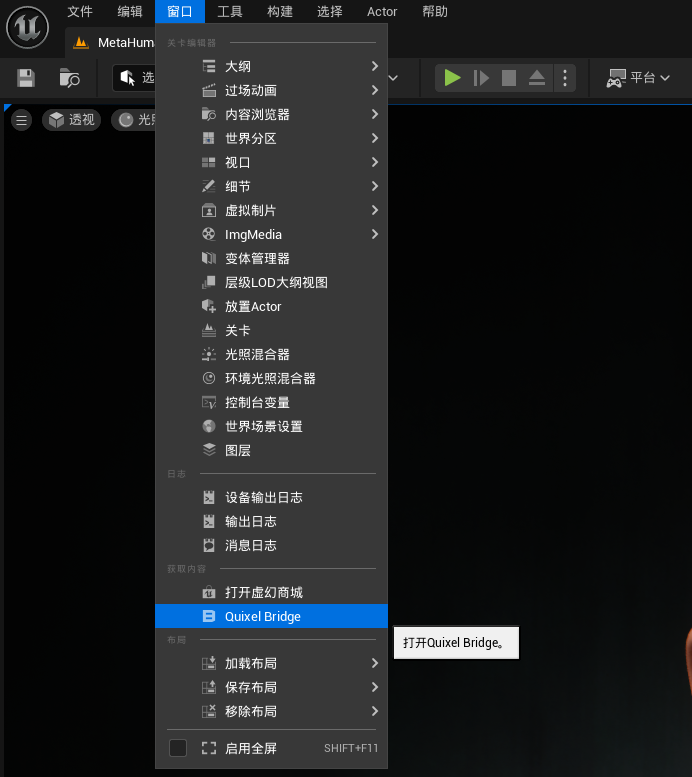 文件 编辑 窗口 工具 构建 选择 Actor 帮助
MetaHum
关卡编辑器
选
平台
透视
光照
大纲
过场动画
内容浏览器
世界分区
视口
细节
虚拟制片
ImgMedia
变体管理器
层级LOD大纲视图
放置Actor
关卡
光照混合器
环境光照混合器
控制台变量
世界场景设置
图层
日志
设备输出日志
输出日志
消息日志
获取内容
打开虚幻商城
Quixel Bridge
打开Quixel Bridge。
布局
加载布局
保存布局
移除布局
启用全屏 SHIFT+F11